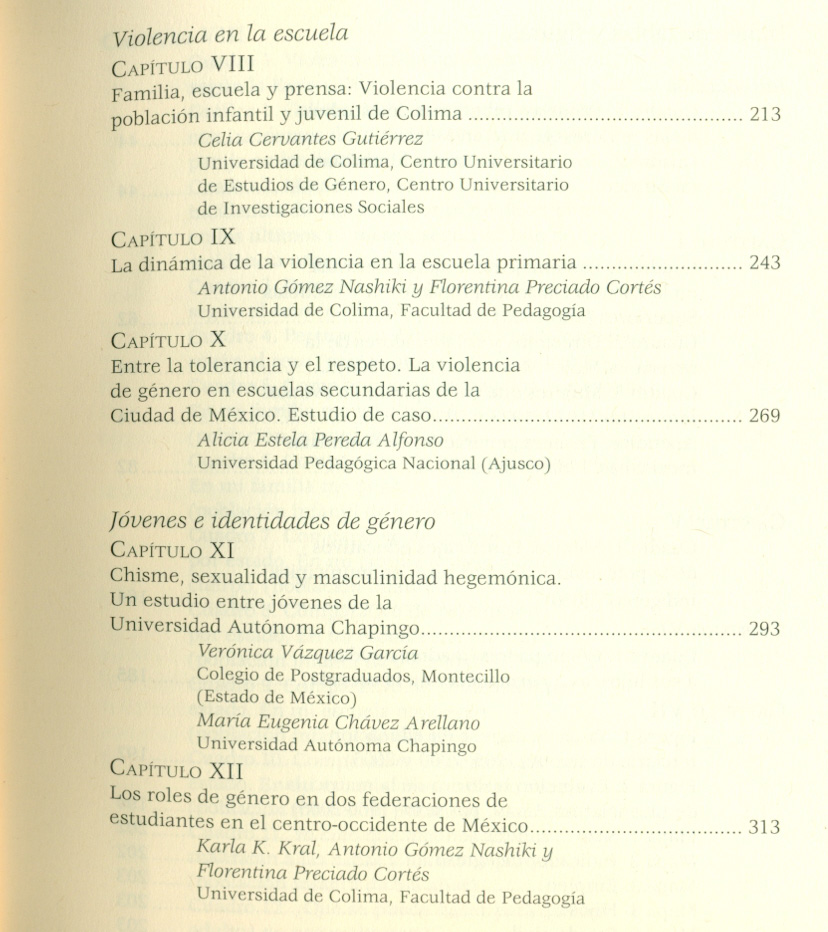 Violencia en la escuela
CAPÍTULO VIII
Familia, escuela y prensa: Violencia contra la
población infantil y juvenil de Colima ............................................. 213
Celia Cervantes Gutiérrez
Universidad de Colima, Centro Universitario
de Estudios de Género, Centro Universitario
de Investigaciones Sociales
CAPÍTULO IX
La dinámica de la violencia en la escuela primaria .......................... 243
Antonio Gómez Nashiki y Florentina Preciado Cortés
Universidad de Colima, Facultad de Pedagogía
CAPÍTULO X
Entre la tolerancia y el respeto. La violencia
de género en escuelas secundarias de la
Ciudad de México. Estudio de caso................................................... 269
Alicia Estela Pereda Alfonso
Universidad Pedagógica Nacional (Ajusco)
Jóvenes e identidades de género
CAPÍTULO XI
Chisme, sexualidad y masculinidad hegemónica.
Un estudio entre jóvenes de la
Universidad Autónoma Chapingo..................................................... 293
Verónica Vázquez García
Colegio de Postgraduados, Montecillo
(Estado de México)
María Eugenia Chávez Arellano
Universidad Autónoma Chapingo
CAPÍTULO XII
Los roles de género en dos federaciones de
estudiantes en el centro-occidente de México................................... 313
Karla K. Kral, Antonio Gómez Nashiki y
Florentina Preciado Cortés
Universidad de Colima, Facultad de Pedagogía